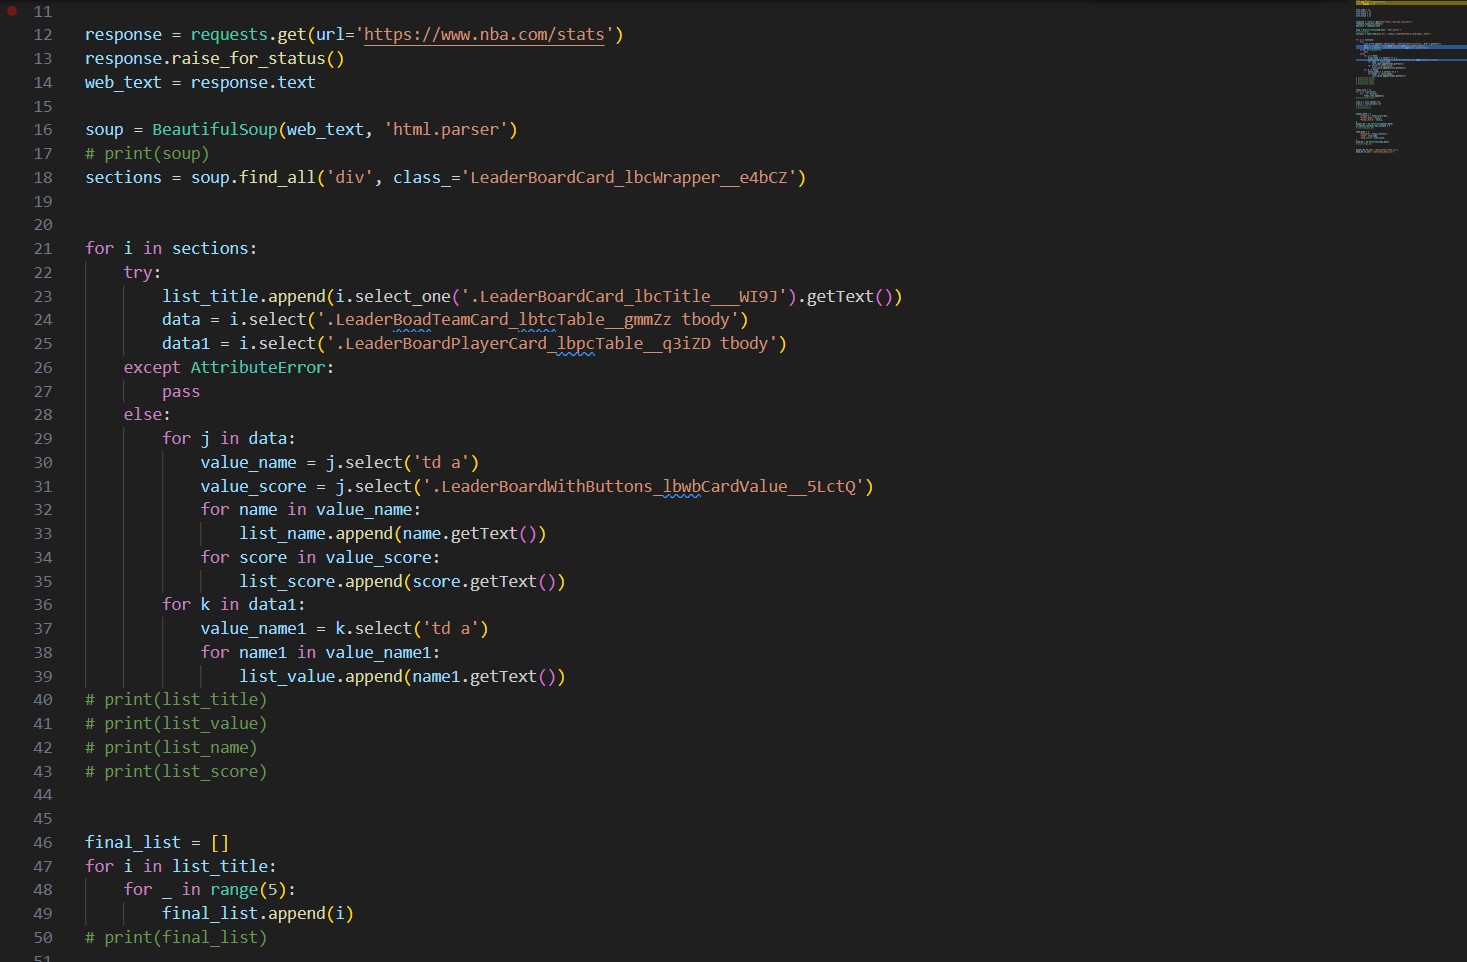 11
12 response = requests.get(url='https://www.nba.com/stats')
13 response.raise_for_status()
14 web_text = response.text
15
16 soup = BeautifulSoup(web_text, 'html.parser')
17 # print(soup)
18 sections = soup.find_all('div', class_='LeaderBoardCard_lbcWrapper__e4bCZ')
19
20
21 for i in sections:
22     try:
23         list_title.append(i.select_one('.LeaderBoardCard_lbcTitle___WI9J').getText())
24         data = i.select('.LeaderBoadTeamCard_lbtcTable__gmmZz tbody')
25         data1 = i.select('.LeaderBoardPlayerCard_lbpcTable__q3iZD tbody')
26     except AttributeError:
27         pass
28     else:
29         for j in data:
30             value_name = j.select('td a')
31             value_score = j.select('.LeaderBoardWithButtons_lbwbCardValue__5LctQ')
32             for name in value_name:
33                 list_name.append(name.getText())
34             for score in value_score:
35                 list_score.append(score.getText())
36         for k in data1:
37             value_name1 = k.select('td a')
38             for name1 in value_name1:
39                 list_value.append(name1.getText())
40 # print(list_title)
41 # print(list_value)
42 # print(list_name)
43 # print(list_score)
44
45
46 final_list = []
47 for i in list_title:
48     for _ in range(5):
49         final_list.append(i)
50 # print(final_list)
51